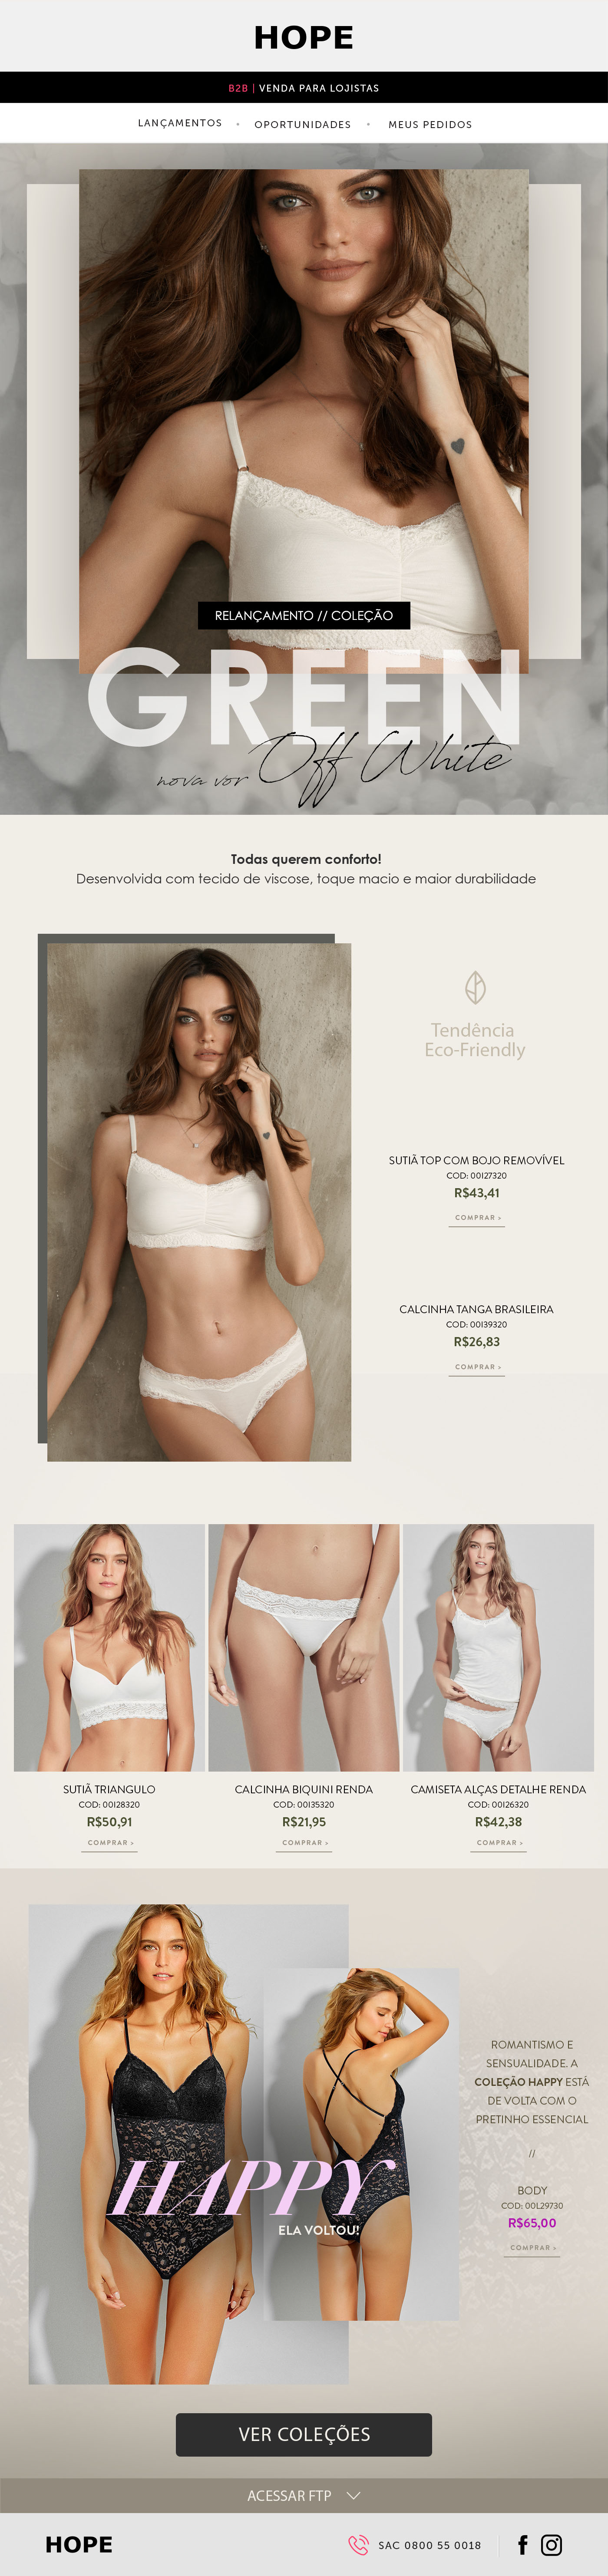 HOPE
B2B | VENDA PARA LOJISTAS
LANÇAMENTOS • OPORTUNIDADES • MEUS PEDIDOS
RELANÇAMENTO // COLEÇÃO
GREEN
nova vor Off White
Todas querem conforto!
Desenvolvida com tecido de viscose, toque macio e maior durabilidade
Tendência
Eco-Friendly
SUTIÃ TOP COM BOJO REMOVÍVEL
COD: 00127320
R$43,41
COMPRAR >
CALCINHA TANGA BRASILEIRA
COD: 00139320
R$26,83
COMPRAR >
SUTIÃ TRIANGULO
COD: 00128320
R$50,91
COMPRAR >
CALCINHA BIQUINI RENDA
COD: 00135320
R$21,95
COMPRAR >
CAMISETA ALÇAS DETALHE RENDA
COD: 00126320
R$42,38
COMPRAR >
HAPPY
ELA VOLTOU!
ROMANTISMO E
SENSUALIDADE. A
COLEÇÃO HAPPY ESTÁ
DE VOLTA COM O
PRETINHO ESSENCIAL
//
BODY
COD: 00L29730
R$65,00
COMPRAR >
VER COLEÇÕES
ACESSAR FTP
HOPE
SAC 0800 55 0018